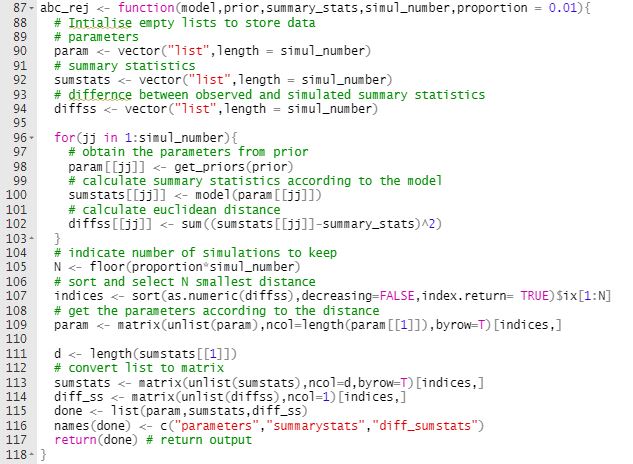 87 abc_rej <- function(model,prior,summary_stats,simul_number,proportion = 0.01){
88 # Intialise empty lists to store data
89 # parameters
90 param <- vector("list",length = simul_number)
91 # summary statistics
92 sumstats <- vector("list",length = simul_number)
93 # differnce between observed and simulated summary statistics
94 diffss <- vector("list",length = simul_number)
95
96 for(jj in 1:simul_number){
97 # obtain the parameters from prior
98 param[[jj]] <- get_priors(prior)
99 # calculate summary statistics according to the model
100 sumstats[[jj]] <- model(param[[jj]])
101 # calculate euclidean distance
102 diffss[[jj]] <- sum((sumstats[[jj]]-summary_stats)^2)
103 }
104 # indicate number of simulations to keep
105 N <- floor(proportion*simul_number)
106 # sort and select N smallest distance
107 indices <- sort(as.numeric(diffss),decreasing=FALSE,index.return= TRUE)$ix[1:N]
108 # get the parameters according to the distance
109 param <- matrix(unlist(param),ncol=length(param[[1]]),byrow=T)[indices,]
110
111 d <- length(sumstats[[1]])
112 # convert list to matrix
113 sumstats <- matrix(unlist(sumstats),ncol=d,byrow=T)[indices,]
114 diff_ss <- matrix(unlist(diffss),ncol=1)[indices,]
115 done <- list(param,sumstats,diff_ss)
116 names(done) <- c("parameters","summarystats","diff_sumstats")
117 return(done) # return output
118 }